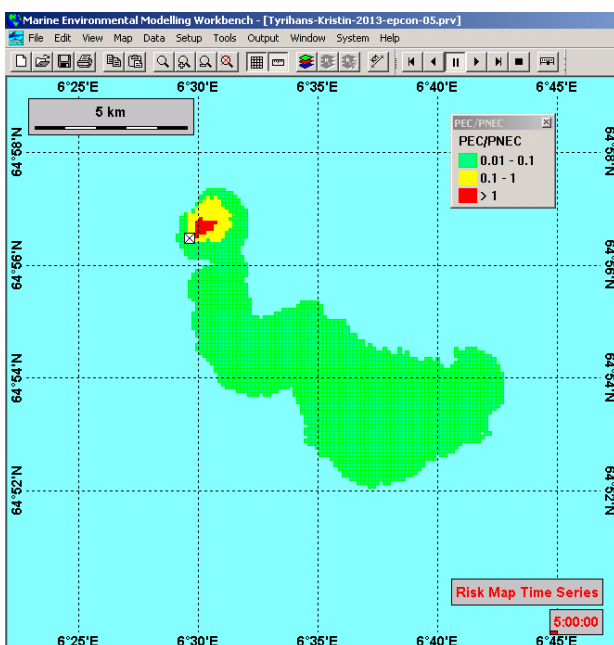 Marine Environmental Modelling Workbench - [Tyrihans-Kristin-2013-epcon-05.prv]
File Edit View Map Data Setup Tools Output Window System Help
6°25'E 6°30'E 6°35'E 6°40'E 6°45'E
5 km
PEC/PNEC
PEC/PNEC
0.01 - 0.1
0.1 - 1
> 1
64°58'N 64°58'N
64°56'N 64°56'N
64°54'N 64°54'N
64°52'N 64°52'N
Risk Map Time Series
5:00:00
6°25'E 6°30'E 6°35'E 6°40'E 6°45'E